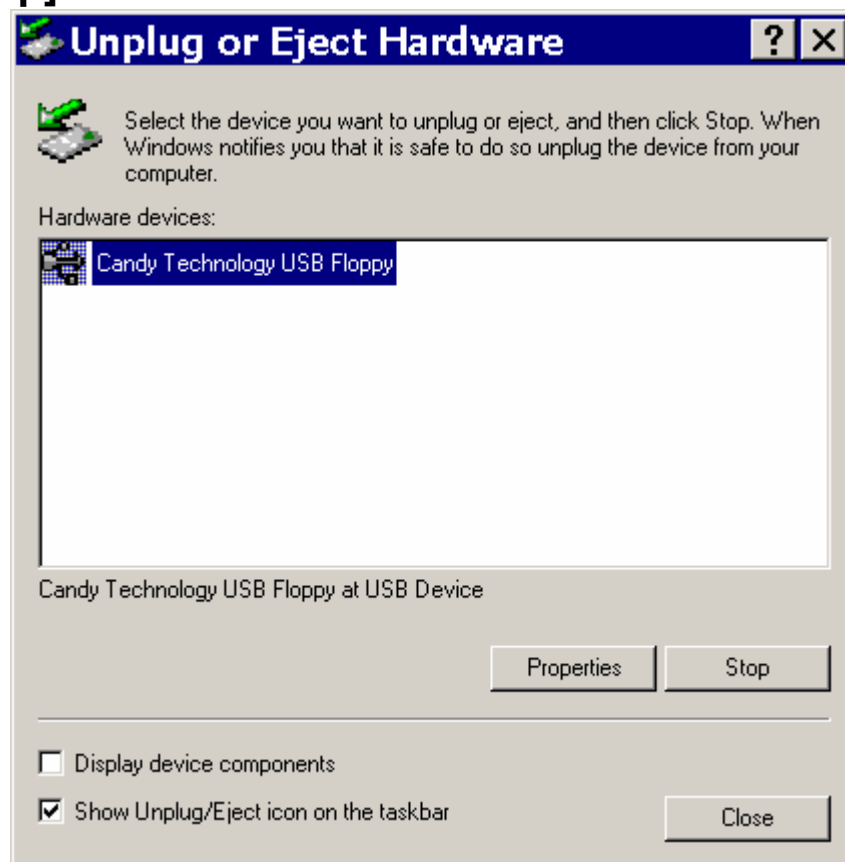 Unplug or Eject Hardware
Select the device you want to unplug or eject, and then click Stop. When
Windows notifies you that it is safe to do so unplug the device from your
computer.
Hardware devices:
Candy Technology USB Floppy
Candy Technology USB Floppy at USB Device
Properties Stop
Display device components
Show Unplug/Eject icon on the taskbar
Close